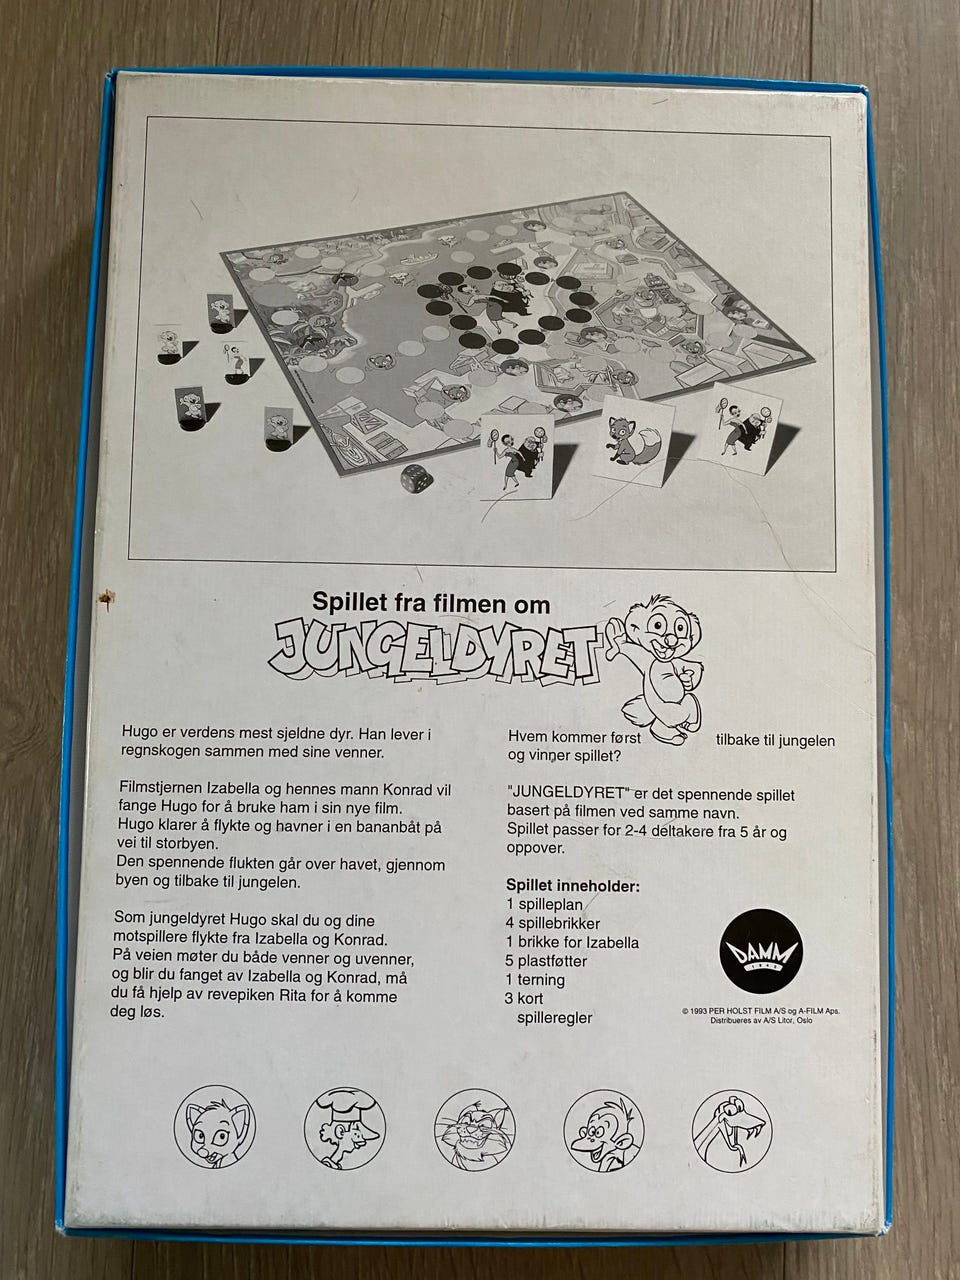 Spillet fra filmen om
JUNGELDYRET
Hugo er verdens mest sjeldne dyr. Han lever i
regnskogen sammen med sine venner.
Filmstjernen Izabella og hennes mann Konrad vil
fange Hugo for å bruke ham i sin nye film.
Hugo klarer å flykte og havner i en bananbåt på
vei til storbyen.
Den spennende flukten går over havet, gjennom
byen og tilbake til jungelen.
Som jungeldyret Hugo skal du og dine
motspillere flykte fra Izabella og Konrad.
På veien møter du både venner og uvenner,
og blir du fanget av Izabella og Konrad, må
du få hjelp av revepiken Rita for å komme
deg løs.
Hvem kommer først tilbake til jungelen
og vinner spillet?
"JUNGELDYRET" er det spennende spillet
basert på filmen ved samme navn.
Spillet passer for 2-4 deltakere fra 5 år og
oppover.
Spillet inneholder:
1 spilleplan
4 spillebrikker
1 brikke for Izabella
5 plastføtter
1 terning
3 kort
spilleregler
DAMM
1843
© 1993 PER HOLST FILM A/S og A-FILM Aps.
Distribueres av A/S Litor, Oslo